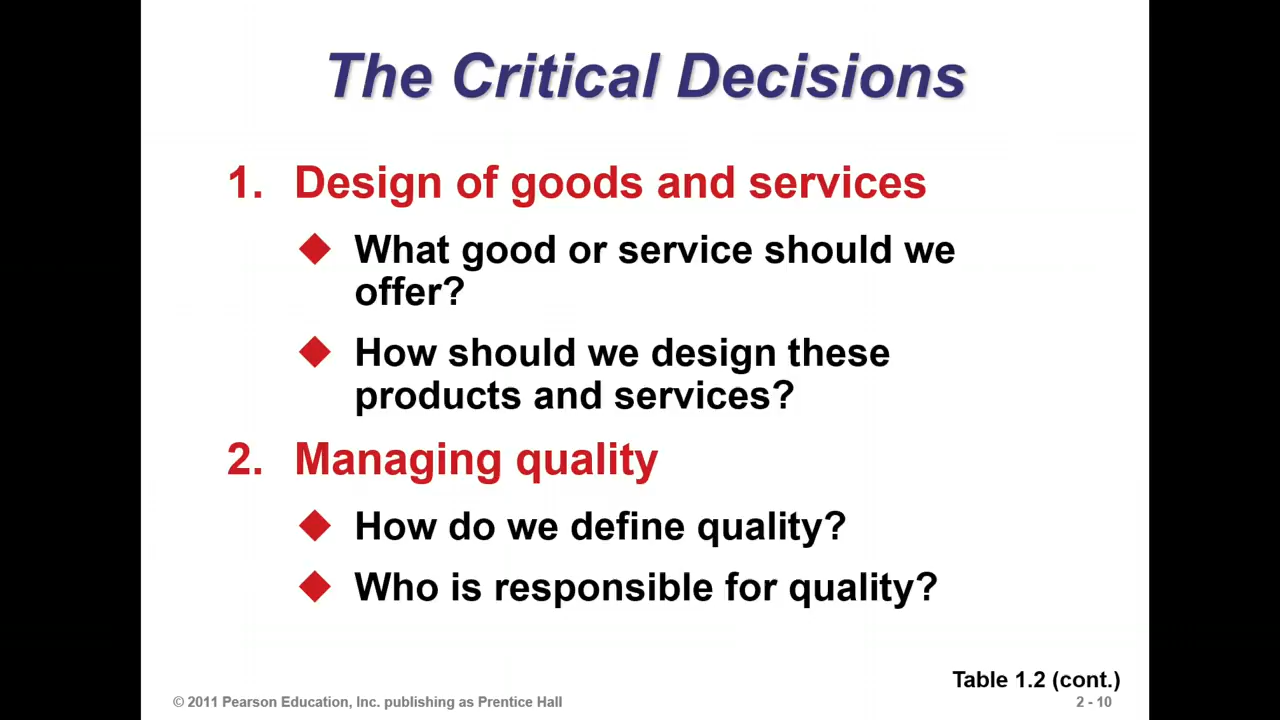 The Critical Decisions
1. Design of goods and services
What good or service should we
offer?
How should we design these
products and services?
2. Managing quality
How do we define quality?
Who is responsible for quality?
Table 1.2 (cont.)
© 2011 Pearson Education, Inc. publishing as Prentice Hall
2 - 10